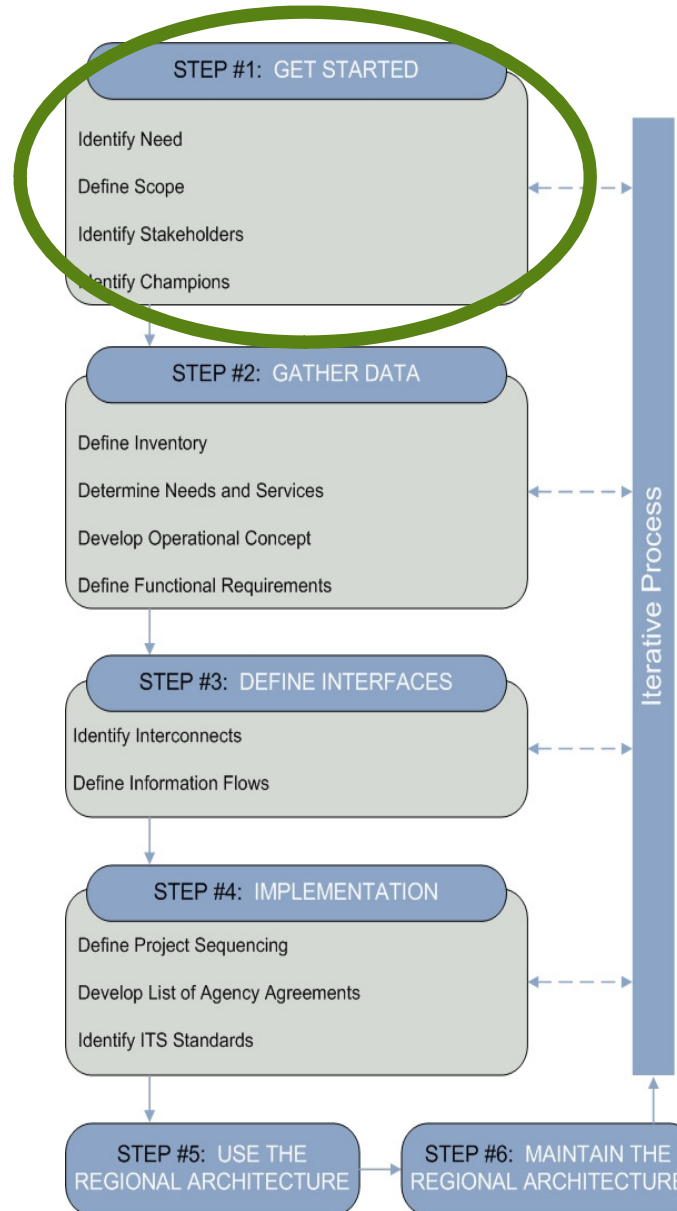 STEP #1: GET STARTED
Identify Need
Define Scope
Identify Stakeholders
Identify Champions
STEP #2: GATHER DATA
Define Inventory
Determine Needs and Services
Develop Operational Concept
Define Functional Requirements
STEP #3: DEFINE INTERFACES
Identify Interconnects
Define Information Flows
STEP #4: IMPLEMENTATION
Define Project Sequencing
Develop List of Agency Agreements
Identify ITS Standards
STEP #5: USE THE
REGIONAL ARCHITECTURE
STEP #6: MAINTAIN THE
REGIONAL ARCHITECTURE
Iterative Process